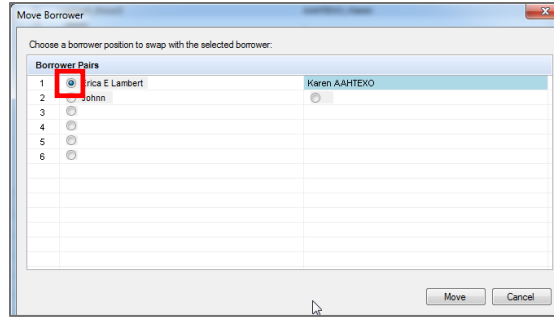 Move Borrower
Choose a borrower position to swap with the selected borrower:
Borrower Pairs
1 Erica E Lambert Karen AAHTEXO
2 Johnn
3
4
5
6
Move Cancel